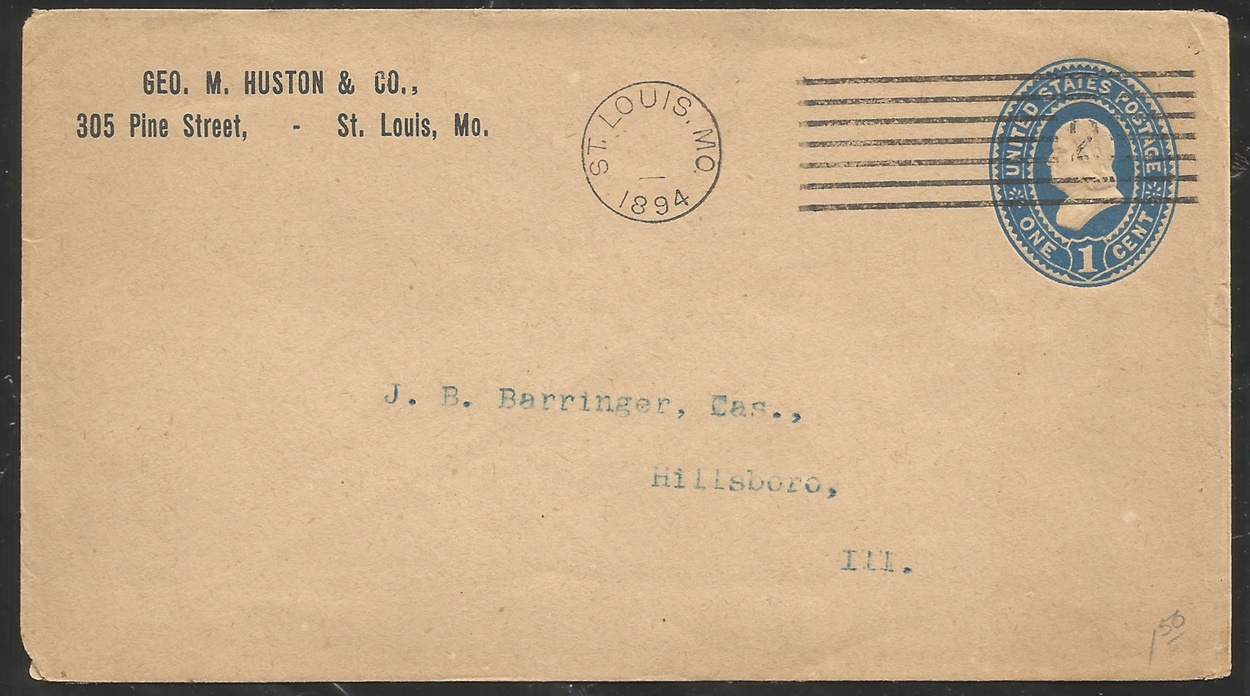 GEO. M. HUSTON & CO.,
305 Pine Street, - St. Louis, Mo.
ST. LOUIS, MO.
1894
2
UNITED STATES POSTAGE
ONE 1 CENT
J. B. Barringer, Cas.,
Hillsboro,
Ill.
1 50